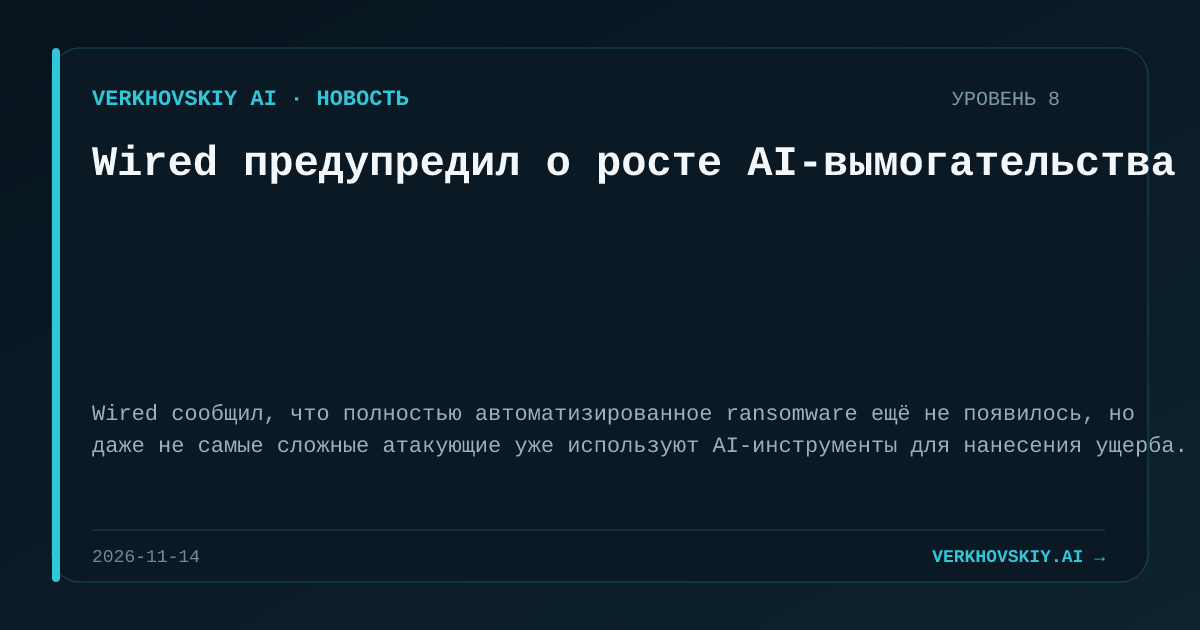 VERKHOVSKIY AI · НОВОСТЬ
УРОВЕНЬ 8
Wired предупредил о росте AI-вымогательства
Wired сообщил, что полностью автоматизированное ransomware ещё не появилось, но
даже не самые сложные атакующие уже используют AI-инструменты для нанесения ущерба.
2026-11-14
VERKHOVSKIY.AI →